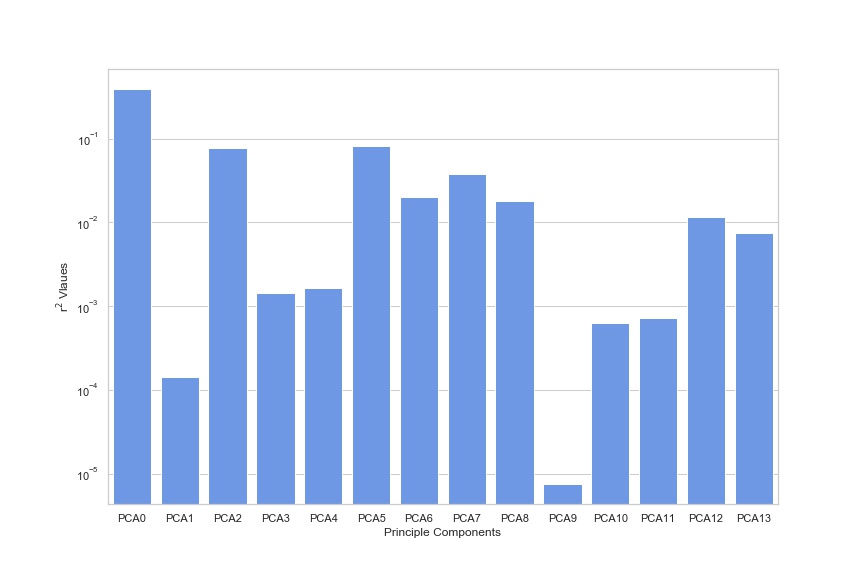 10⁻¹
10⁻²
10⁻³
10⁻⁴
10⁻⁵
r² Vlaues
PCA0 PCA1 PCA2 PCA3 PCA4 PCA5 PCA6 PCA7 PCA8 PCA9 PCA10 PCA11 PCA12 PCA13
Principle Components